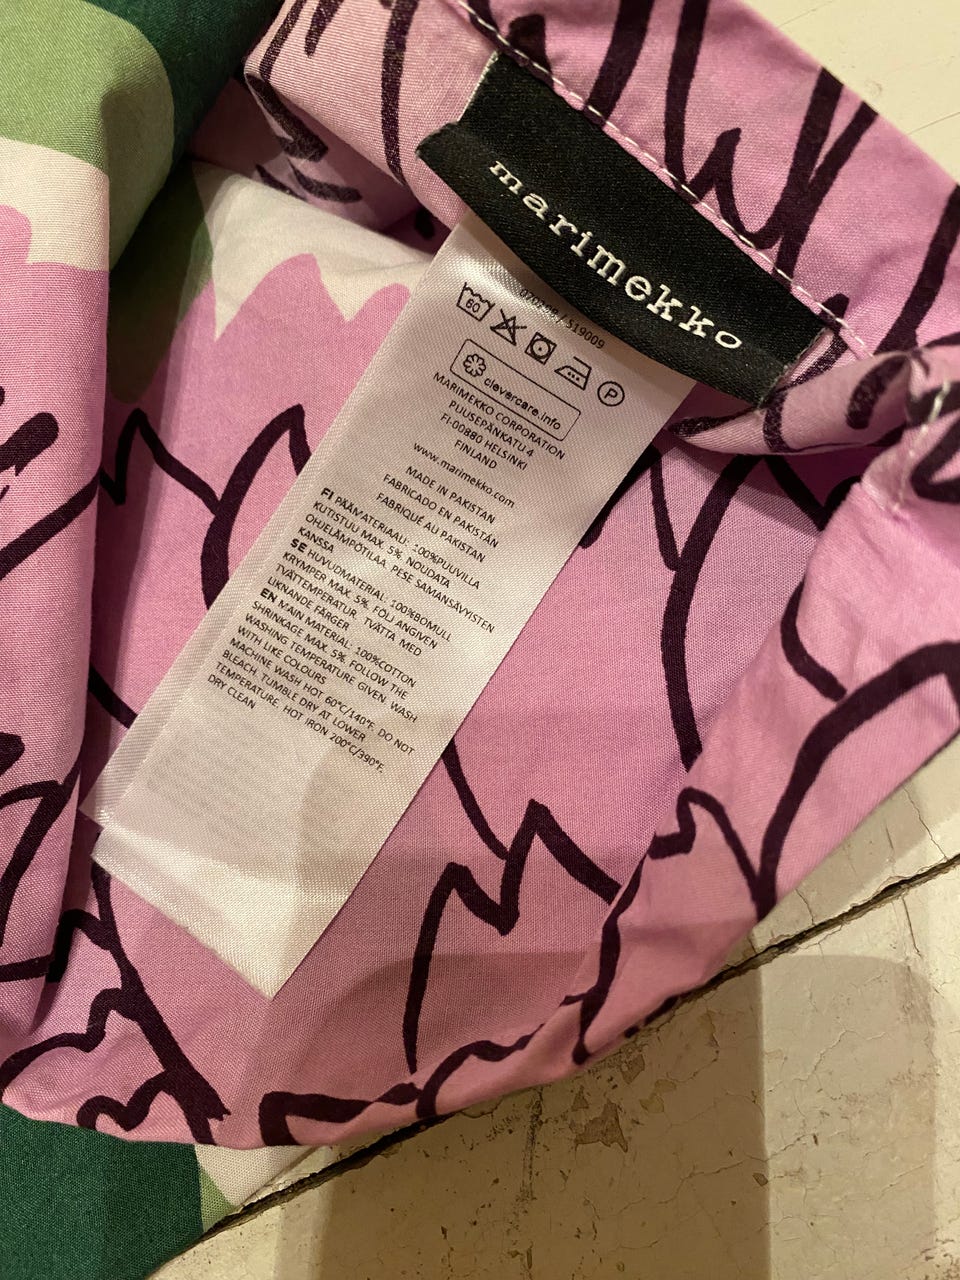 marimekko
070208 / 519009
60
P
clevercare.info
MARIMEKKO CORPORATION
PUUSEPÄNKATU 4
FI-00880 HELSINKI
FINLAND
www.marimekko.com
MADE IN PAKISTAN
FABRICADO EN PAKISTÁN
FABRIQUE AU PAKISTAN
FI PÄÄMATERIAALI: 100%PUUVILLA
KUTISTUU MAX. 5%. NOUDATA
OHJELÄMPÖTILAA. PESE SAMANSÄVYISTEN
KANSSA
SE HUVUDMATERIAL: 100%BOMULL
KRYMPER MAX. 5%. FÖLJ ANGIVEN
TVÄTTEMPERATUR. TVÄTTA MED
LIKNANDE FÄRGER
EN MAIN MATERIAL: 100%COTTON
SHRINKAGE MAX. 5%. FOLLOW THE
WASHING TEMPERATURE GIVEN. WASH
WITH LIKE COLOURS
MACHINE WASH HOT 60°C/140°F. DO NOT
BLEACH. TUMBLE DRY AT LOWER
TEMPERATURE. HOT IRON 200°C/390°F.
DRY CLEAN